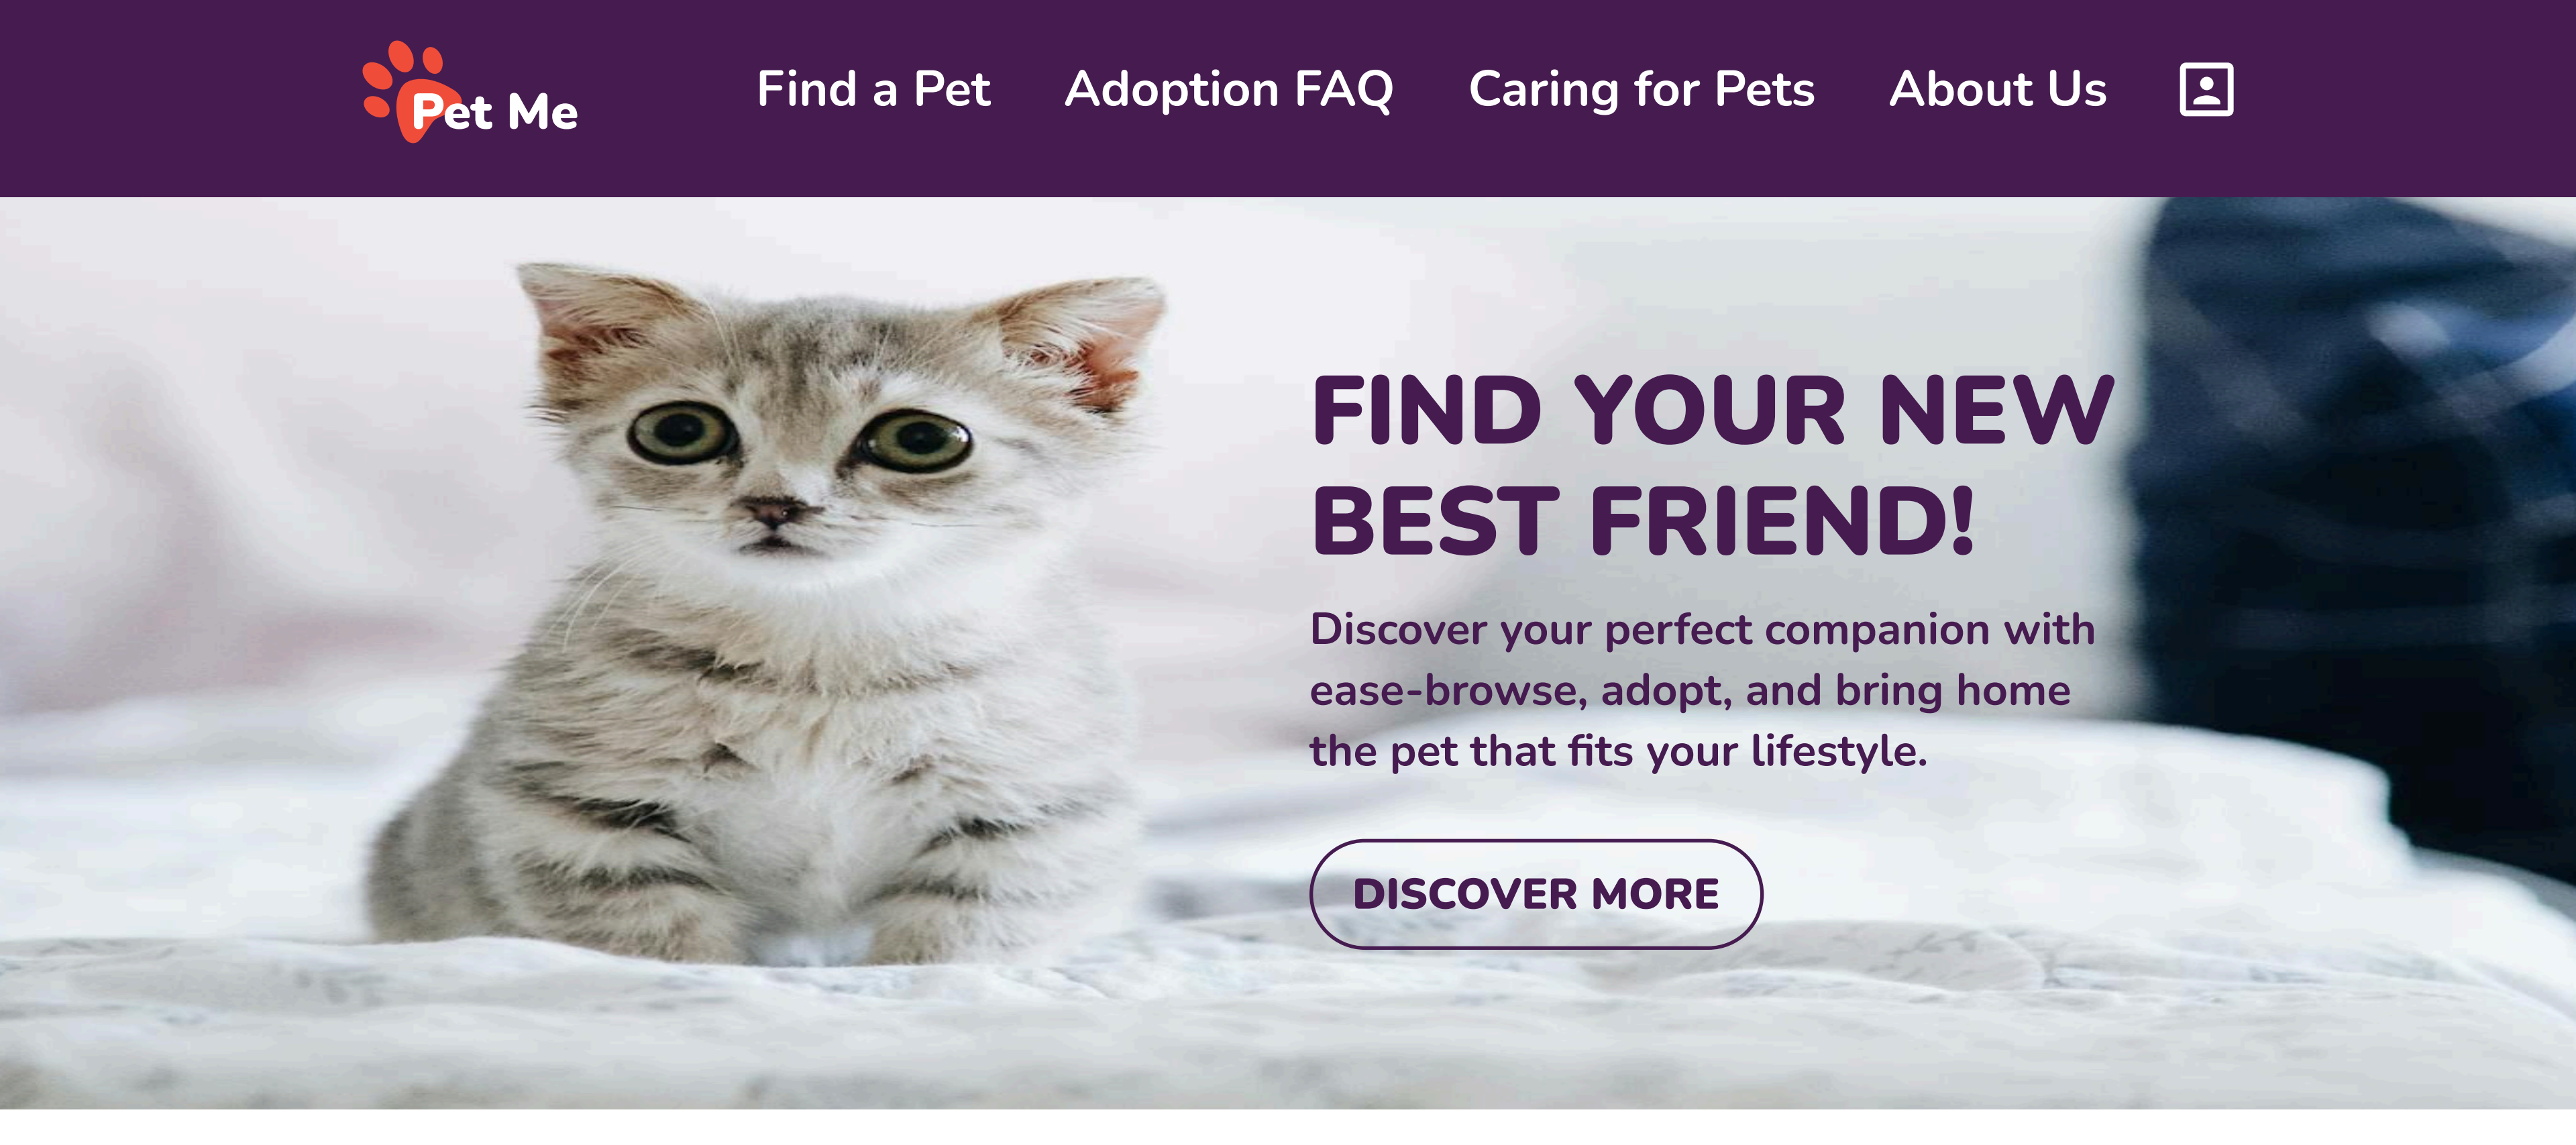 Pet Me
Find a Pet
Adoption FAQ
Caring for Pets
About Us
FIND YOUR NEW
BEST FRIEND!
Discover your perfect companion with
ease-browse, adopt, and bring home
the pet that fits your lifestyle.
DISCOVER MORE